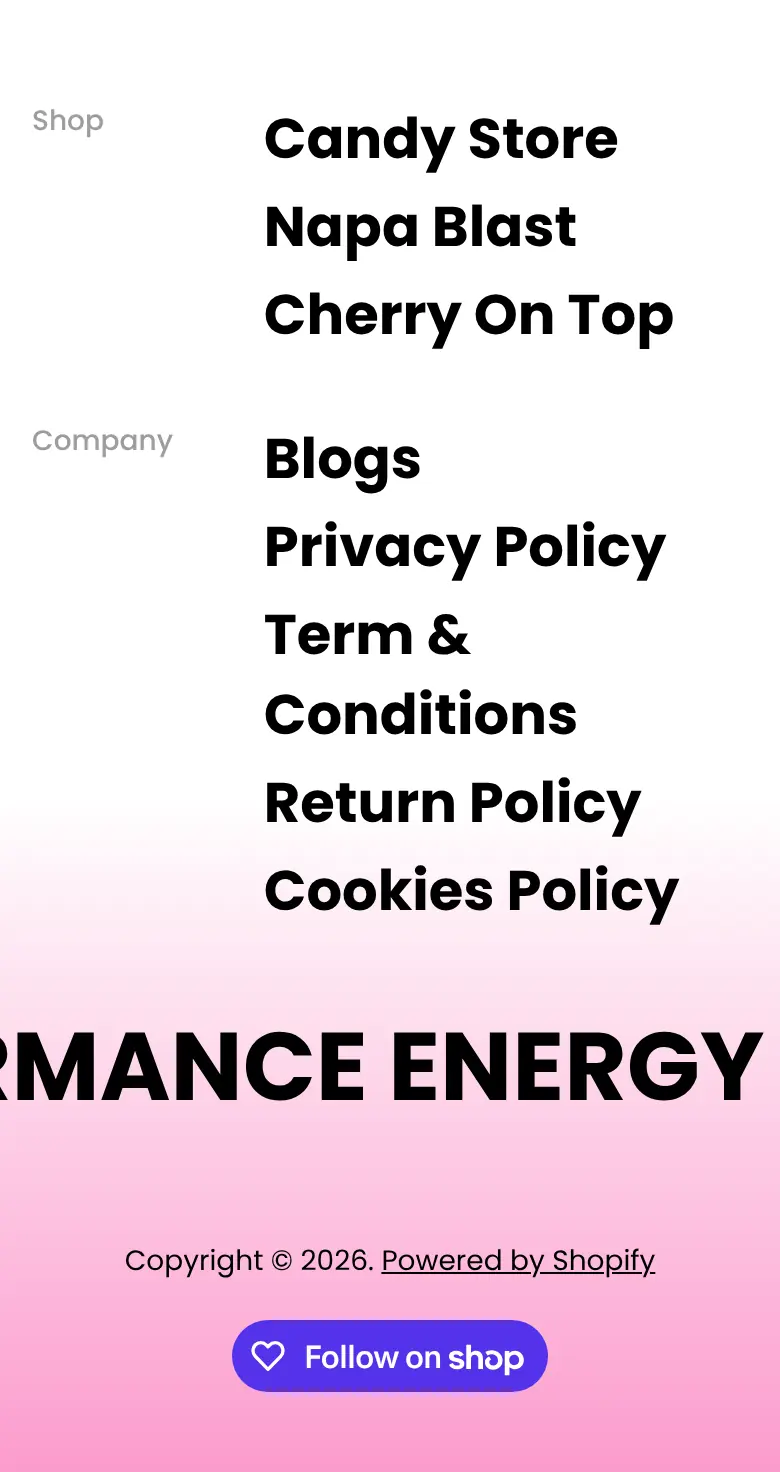 Shop
Candy Store
Napa Blast
Cherry On Top
Company
Blogs
Privacy Policy
Term &
Conditions
Return Policy
Cookies Policy
RMANCE ENERGY
Copyright © 2026. Powered by Shopify
Follow on shop